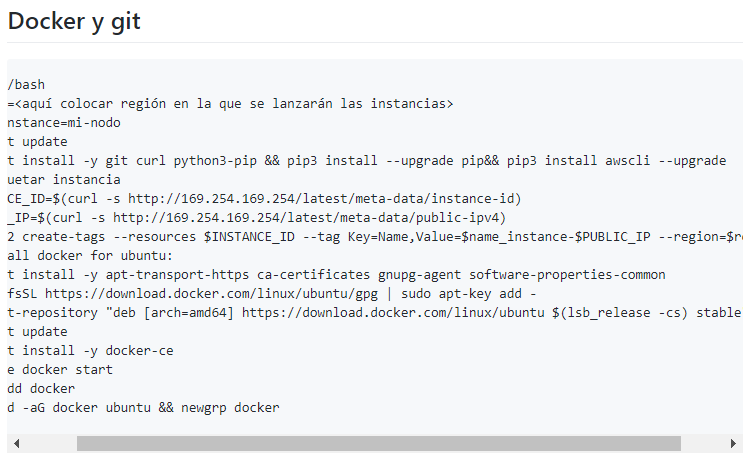 Docker y git
/bash
=<aquí colocar región en la que se lanzarán las instancias>
nstance=mi-nodo
t update
t install -y git curl python3-pip && pip3 install --upgrade pip&& pip3 install awscli --upgrade
uetar instancia
CE_ID=$(curl -s http://169.254.169.254/latest/meta-data/instance-id)
_IP=$(curl -s http://169.254.169.254/latest/meta-data/public-ipv4)
2 create-tags --resources $INSTANCE_ID --tag Key=Name,Value=$name_instance-$PUBLIC_IP --region=$re
all docker for ubuntu:
t install -y apt-transport-https ca-certificates gnupg-agent software-properties-common
fsSL https://download.docker.com/linux/ubuntu/gpg | sudo apt-key add -
t-repository "deb [arch=amd64] https://download.docker.com/linux/ubuntu $(lsb_release -cs) stable
t update
t install -y docker-ce
e docker start
dd docker
d -aG docker ubuntu && newgrp docker